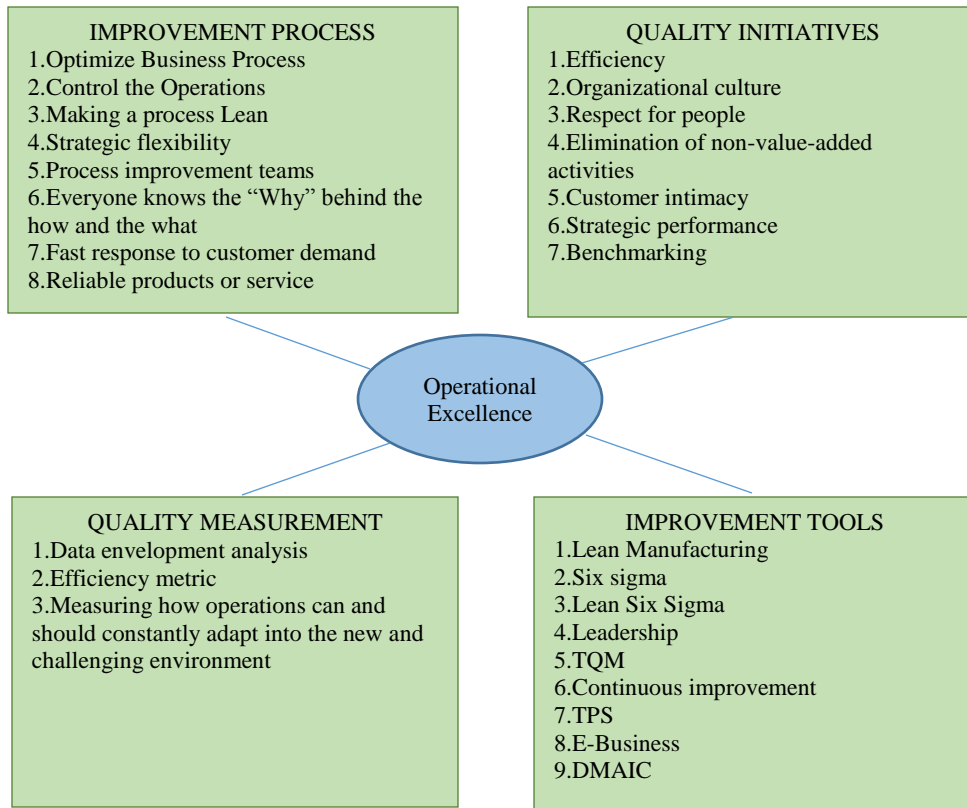 IMPROVEMENT PROCESS
1.Optimize Business Process
2.Control the Operations
3.Making a process Lean
4.Strategic flexibility
5.Process improvement teams
6.Everyone knows the “Why” behind the
how and the what
7.Fast response to customer demand
8.Reliable products or service
QUALITY INITIATIVES
1.Efficiency
2.Organizational culture
3.Respect for people
4.Elimination of non-value-added
activities
5.Customer intimacy
6.Strategic performance
7.Benchmarking
Operational
Excellence
QUALITY MEASUREMENT
1.Data envelopment analysis
2.Efficiency metric
3.Measuring how operations can and
should constantly adapt into the new and
challenging environment
IMPROVEMENT TOOLS
1.Lean Manufacturing
2.Six sigma
3.Lean Six Sigma
4.Leadership
5.TQM
6.Continuous improvement
7.TPS
8.E-Business
9.DMAIC